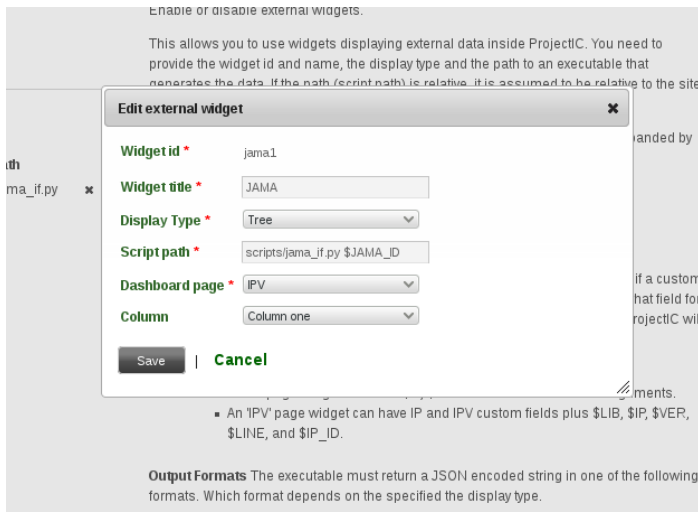 Enable or disable external widgets.
This allows you to use widgets displaying external data inside ProjectIC. You need to
provide the widget id and name, the display type and the path to an executable that
generates the data. If the path (script path) is relative, it is assumed to be relative to the site
Edit external widget
panded by
ath
Widget id * jama1
ma_if.py
Widget title * JAMA
Display Type * Tree
Script path * scripts/jama_if.py $JAMA_ID
if a custom
Dashboard page * IPV
hat field for
Column Column one
rojectIC wil
Save | Cancel
ments.
An 'IPV' page widget can have IP and IPV custom fields plus $LIB, $IP, $VER,
$LINE, and $IP_ID.
Output Formats The executable must return a JSON encoded string in one of the following
formats. Which format depends on the specified the display type.